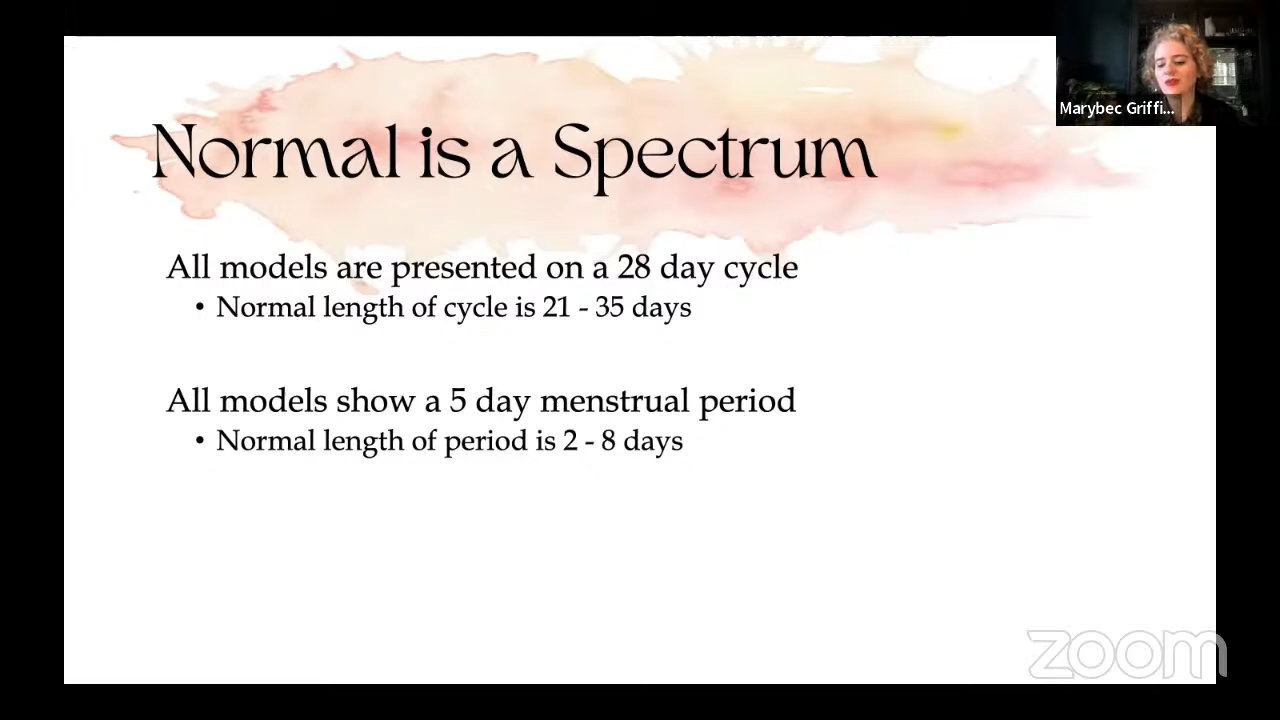 Normal is a Spectrum
Marybec Griffi...
All models are presented on a 28 day cycle
• Normal length of cycle is 21 - 35 days
All models show a 5 day menstrual period
• Normal length of period is 2 - 8 days
zoom